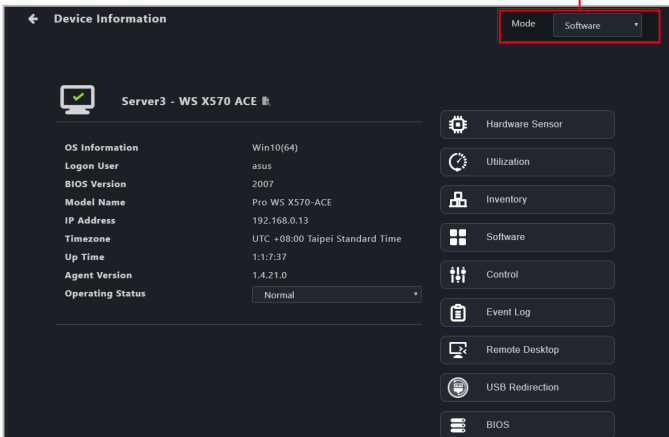 Device Information
Mode Software
Server3 - WS X570 ACE
OS Information Win10(64)
Logon User asus
BIOS Version 2007
Model Name Pro WS X570-ACE
IP Address 192.168.0.13
Timezone UTC +08:00 Taipei Standard Time
Up Time 1:1:7:37
Agent Version 1.4.21.0
Operating Status Normal
Hardware Sensor
Utilization
Inventory
Software
Control
Event Log
Remote Desktop
USB Redirection
BIOS